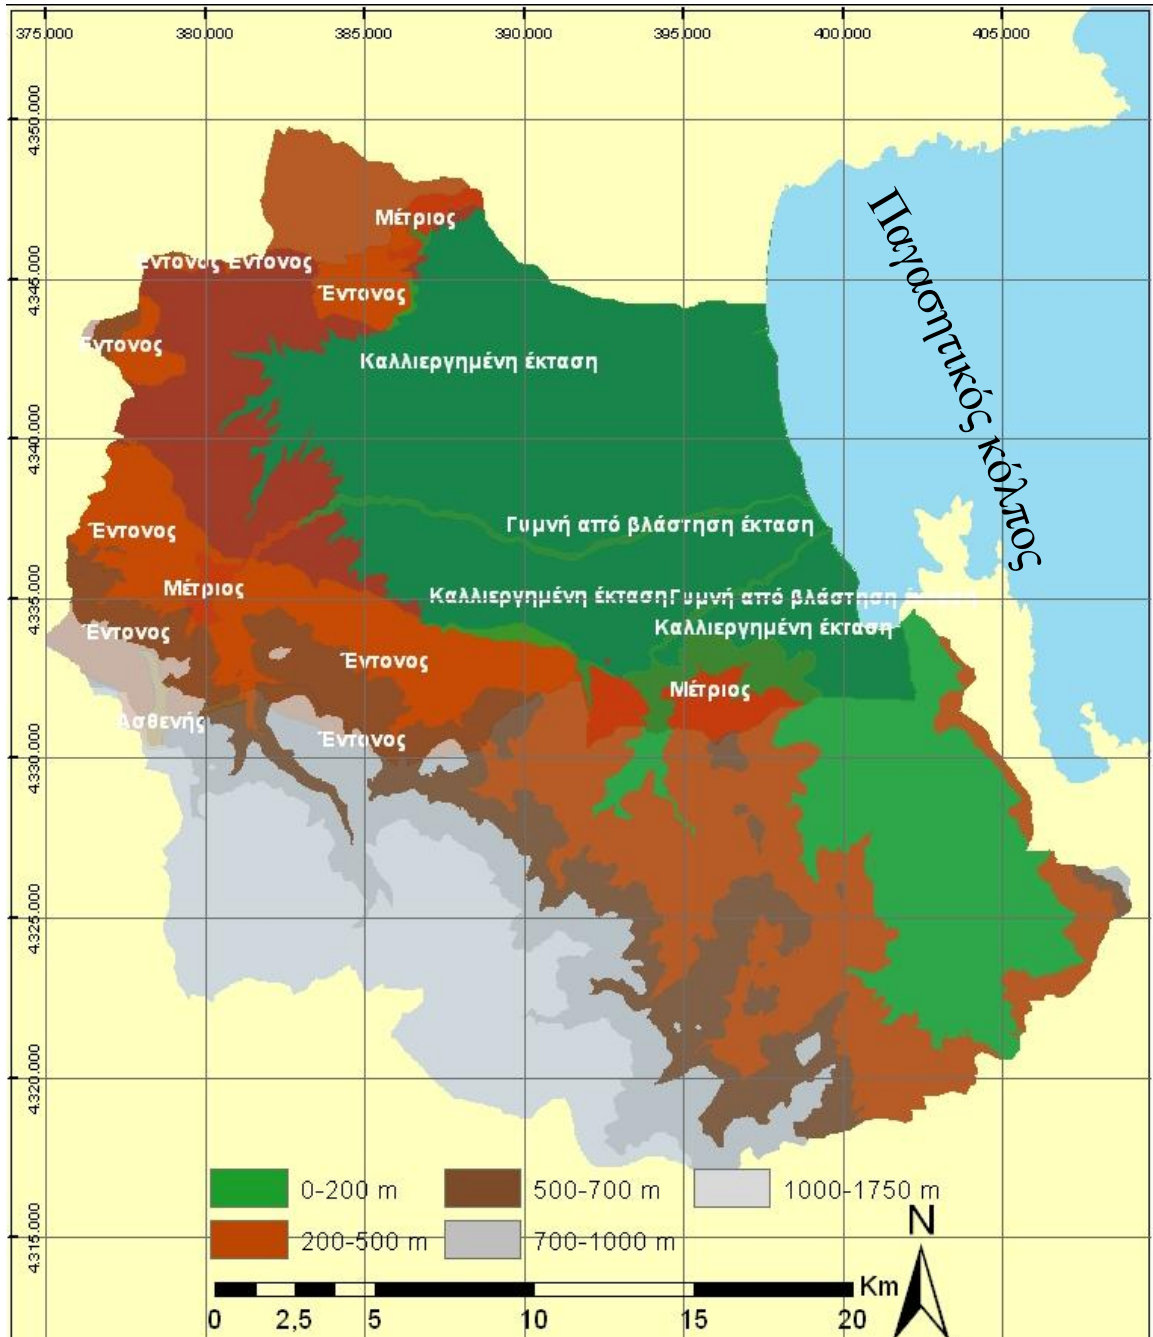 375.000 380.000 385.000 390.000 395.000 400.000 405.000
4.350.000
4.345.000
4.340.000
4.335.000
4.330.000
4.325.000
4.320.000
4.315.000
Παγασητικός κόλπος
Μέτριος
Έντονος Έντονος
Έντονος
Έντονος
Καλλιεργημένη έκταση
Γυμνή από βλάστηση έκταση
Έντονος
Μέτριος
Καλλιεργημένη έκταση Γυμνή από βλάστηση έκταση
Καλλιεργημένη έκταση
Έντονος
Έντονος
Μέτριος
Ασθενής
Έντονος
0-200 m 500-700 m 1000-1750 m
200-500 m 700-1000 m
N
Km
0 2,5 5 10 15 20